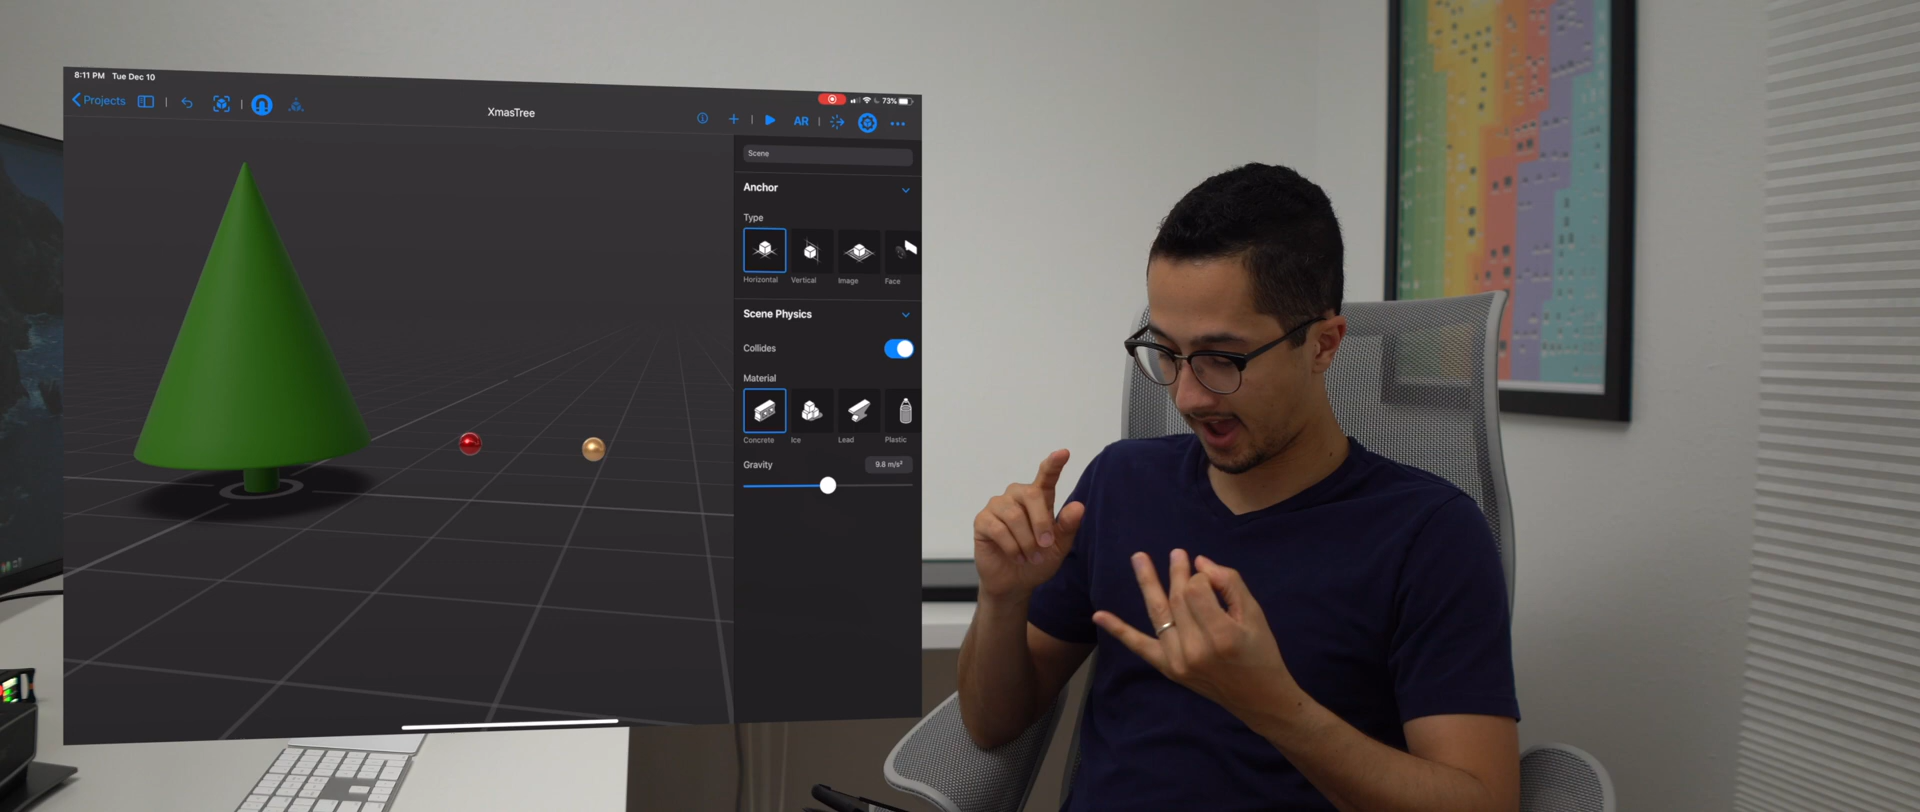 8:11 PM Tue Dec 10
73%
Projects
XmasTree
AR
Scene
Anchor
Type
Horizontal Vertical Image Face
Scene Physics
Collides
Material
Concrete Ice Lead Plastic
Gravity 9.8 m/s²